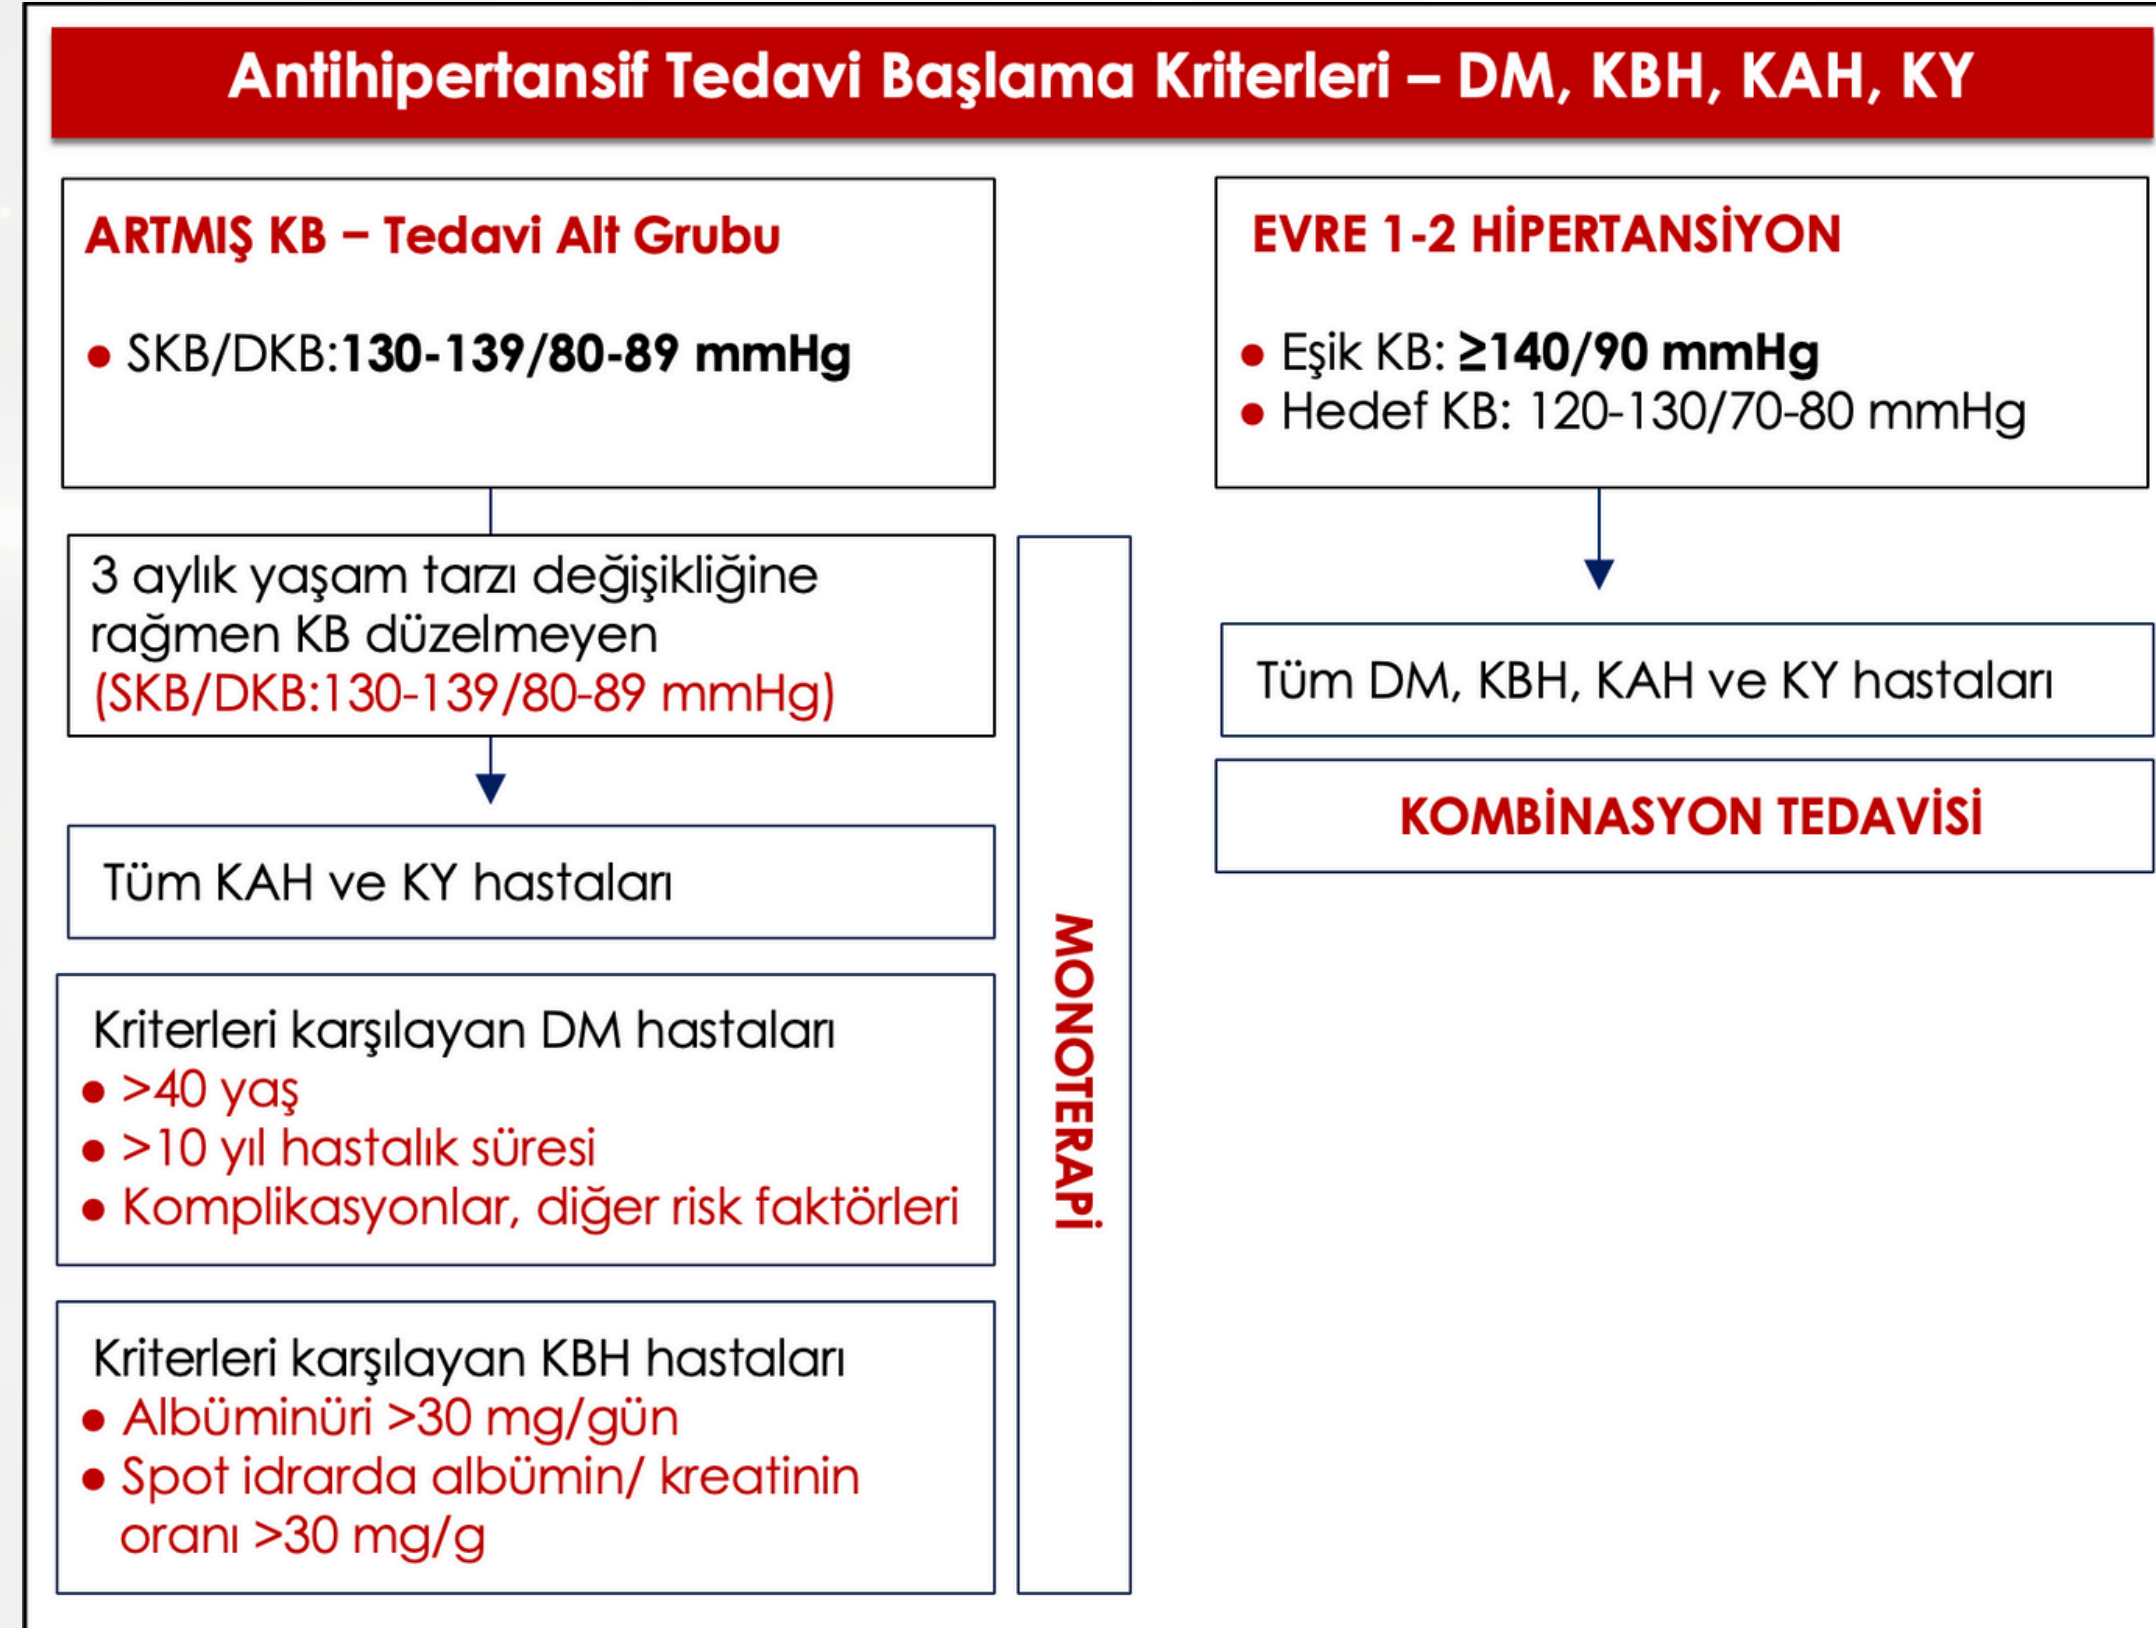 Antihipertansif Tedavi Başlama Kriterleri – DM, KBH, KAH, KY
ARTMIŞ KB – Tedavi Alt Grubu
● SKB/DKB:130-139/80-89 mmHg
3 aylık yaşam tarzı değişikliğine
rağmen KB düzelmeyen
(SKB/DKB:130-139/80-89 mmHg)
Tüm KAH ve KY hastaları
Kriterleri karşılayan DM hastaları
● >40 yaş
● >10 yıl hastalık süresi
● Komplikasyonlar, diğer risk faktörleri
Kriterleri karşılayan KBH hastaları
● Albüminüri >30 mg/gün
● Spot idrarda albümin/ kreatinin
oranı >30 mg/g
MONOTERAPİ
EVRE 1-2 HİPERTANSİYON
● Eşik KB: ≥140/90 mmHg
● Hedef KB: 120-130/70-80 mmHg
Tüm DM, KBH, KAH ve KY hastaları
KOMBİNASYON TEDAVİSİ